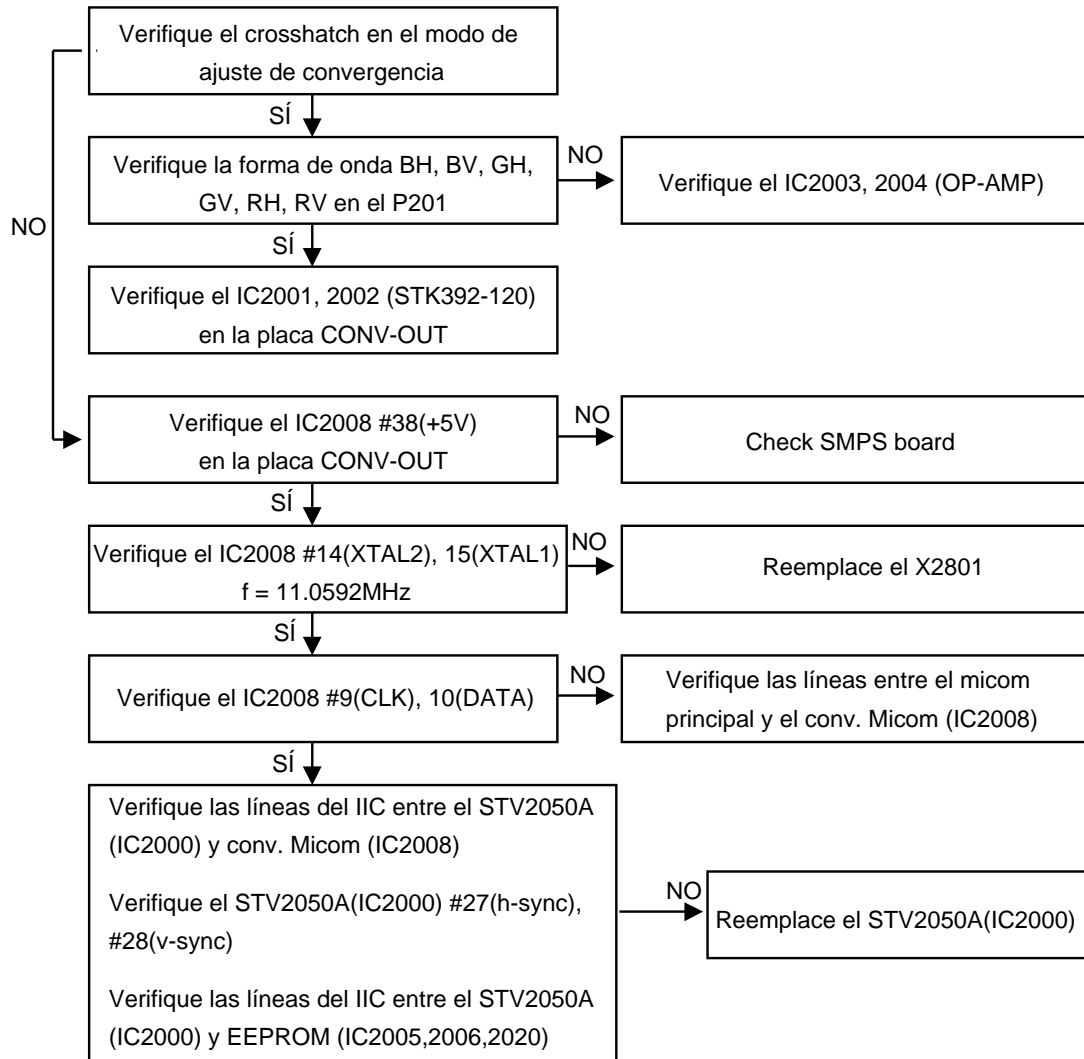 Verifique el crosshatch en el modo de
ajuste de convergencia
SÍ
Verifique la forma de onda BH, BV, GH,
GV, RH, RV en el P201
NO
Verifique el IC2003, 2004 (OP-AMP)
NO
SÍ
Verifique el IC2001, 2002 (STK392-120)
en la placa CONV-OUT
Verifique el IC2008 #38(+5V)
en la placa CONV-OUT
NO
Check SMPS board
SÍ
Verifique el IC2008 #14(XTAL2), 15(XTAL1)
f = 11.0592MHz
NO
Reemplace el X2801
SÍ
Verifique el IC2008 #9(CLK), 10(DATA)
NO
Verifique las líneas entre el micom
principal y el conv. Micom (IC2008)
SÍ
Verifique las líneas del IIC entre el STV2050A
(IC2000) y conv. Micom (IC2008)
Verifique el STV2050A(IC2000) #27(h-sync),
#28(v-sync)
Verifique las líneas del IIC entre el STV2050A
(IC2000) y EEPROM (IC2005,2006,2020)
NO
Reemplace el STV2050A(IC2000)